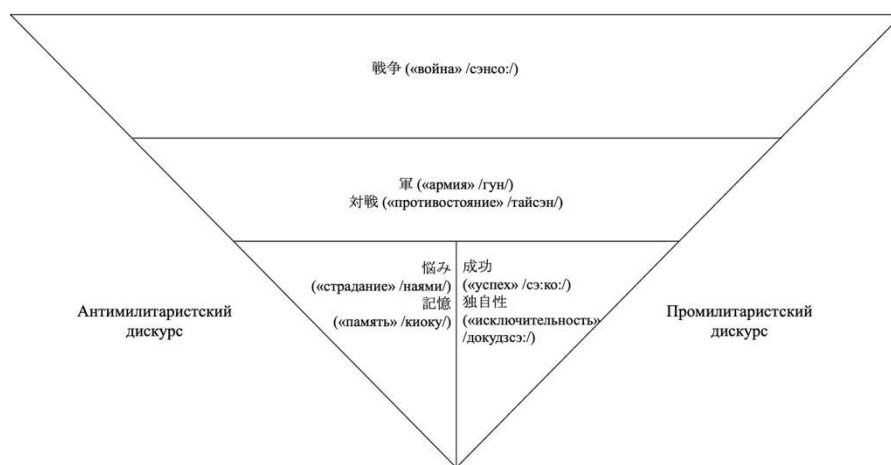 戦争 («война» /сэнсо:/)
軍 («армия» /гун/)
対戦 («противостояние» /тайсэн/)
悩み
(«страдание» /наями/)
記憶
(«память» /киоку/)
成功
(«успех» /сэ:ко:/)
独自性
(«исключительность»
/докудзсэ:/)
Антимилитаристский
дискурс
Промилитаристский
дискурс